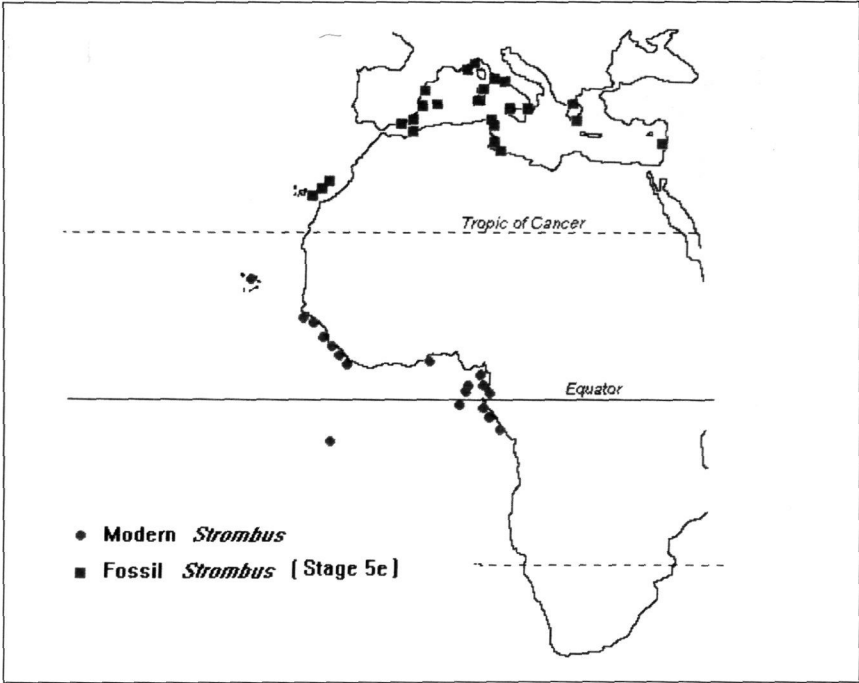 Tropic of Cancer
Equator
Modern Strombus
Fossil Strombus [Stage 5e]